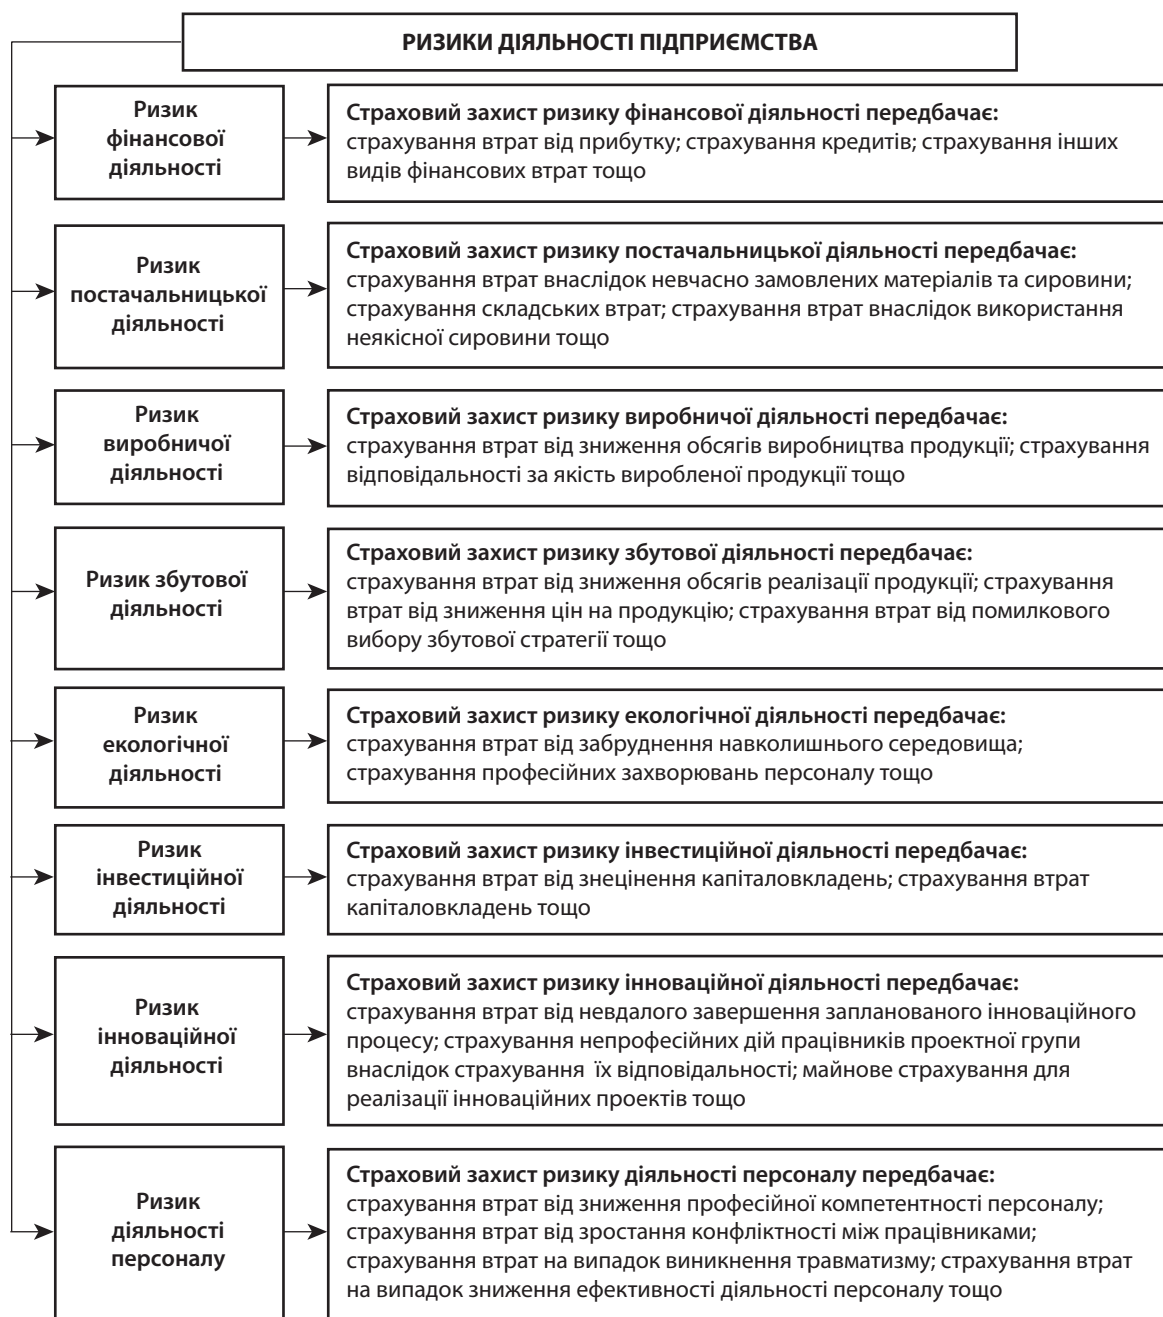 РИЗИКИ ДІЯЛЬНОСТІ ПІДПРИЄМСТВА
Ризик
фінансової
діяльності
Страховий захист ризику фінансової діяльності передбачає:
страхування втрат від прибутку; страхування кредитів; страхування інших
видів фінансових втрат тощо
Ризик
постачальницької
діяльності
Страховий захист ризику постачальницької діяльності передбачає:
страхування втрат внаслідок невчасно замовлених матеріалів та сировини;
страхування складських втрат; страхування втрат внаслідок використання
неякісної сировини тощо
Ризик
виробничої
діяльності
Страховий захист ризику виробничої діяльності передбачає:
страхування втрат від зниження обсягів виробництва продукції; страхування
відповідальності за якість виробленої продукції тощо
Ризик збутової
діяльності
Страховий захист ризику збутової діяльності передбачає:
страхування втрат від зниження обсягів реалізації продукції; страхування
втрат від зниження цін на продукцію; страхування втрат від помилкового
вибору збутової стратегії тощо
Ризик
екологічної
діяльності
Страховий захист ризику екологічної діяльності передбачає:
страхування втрат від забруднення навколишнього середовища;
страхування професійних захворювань персоналу тощо
Ризик
інвестиційної
діяльності
Страховий захист ризику інвестиційної діяльності передбачає:
страхування втрат від знецінення капіталовкладень; страхування втрат
капіталовкладень тощо
Ризик
інноваційної
діяльності
Страховий захист ризику інноваційної діяльності передбачає:
страхування втрат від невдалого завершення запланованого інноваційного
процесу; страхування непрофесійних дій працівників проектної групи
внаслідок страхування їх відповідальності; майнове страхування для
реалізації інноваційних проектів тощо
Ризик
діяльності
персоналу
Страховий захист ризику діяльності персоналу передбачає:
страхування втрат від зниження професійної компетентності персоналу;
страхування втрат від зростання конфліктності між працівниками;
страхування втрат на випадок виникнення травматизму; страхування втрат
на випадок зниження ефективності діяльності персоналу тощо